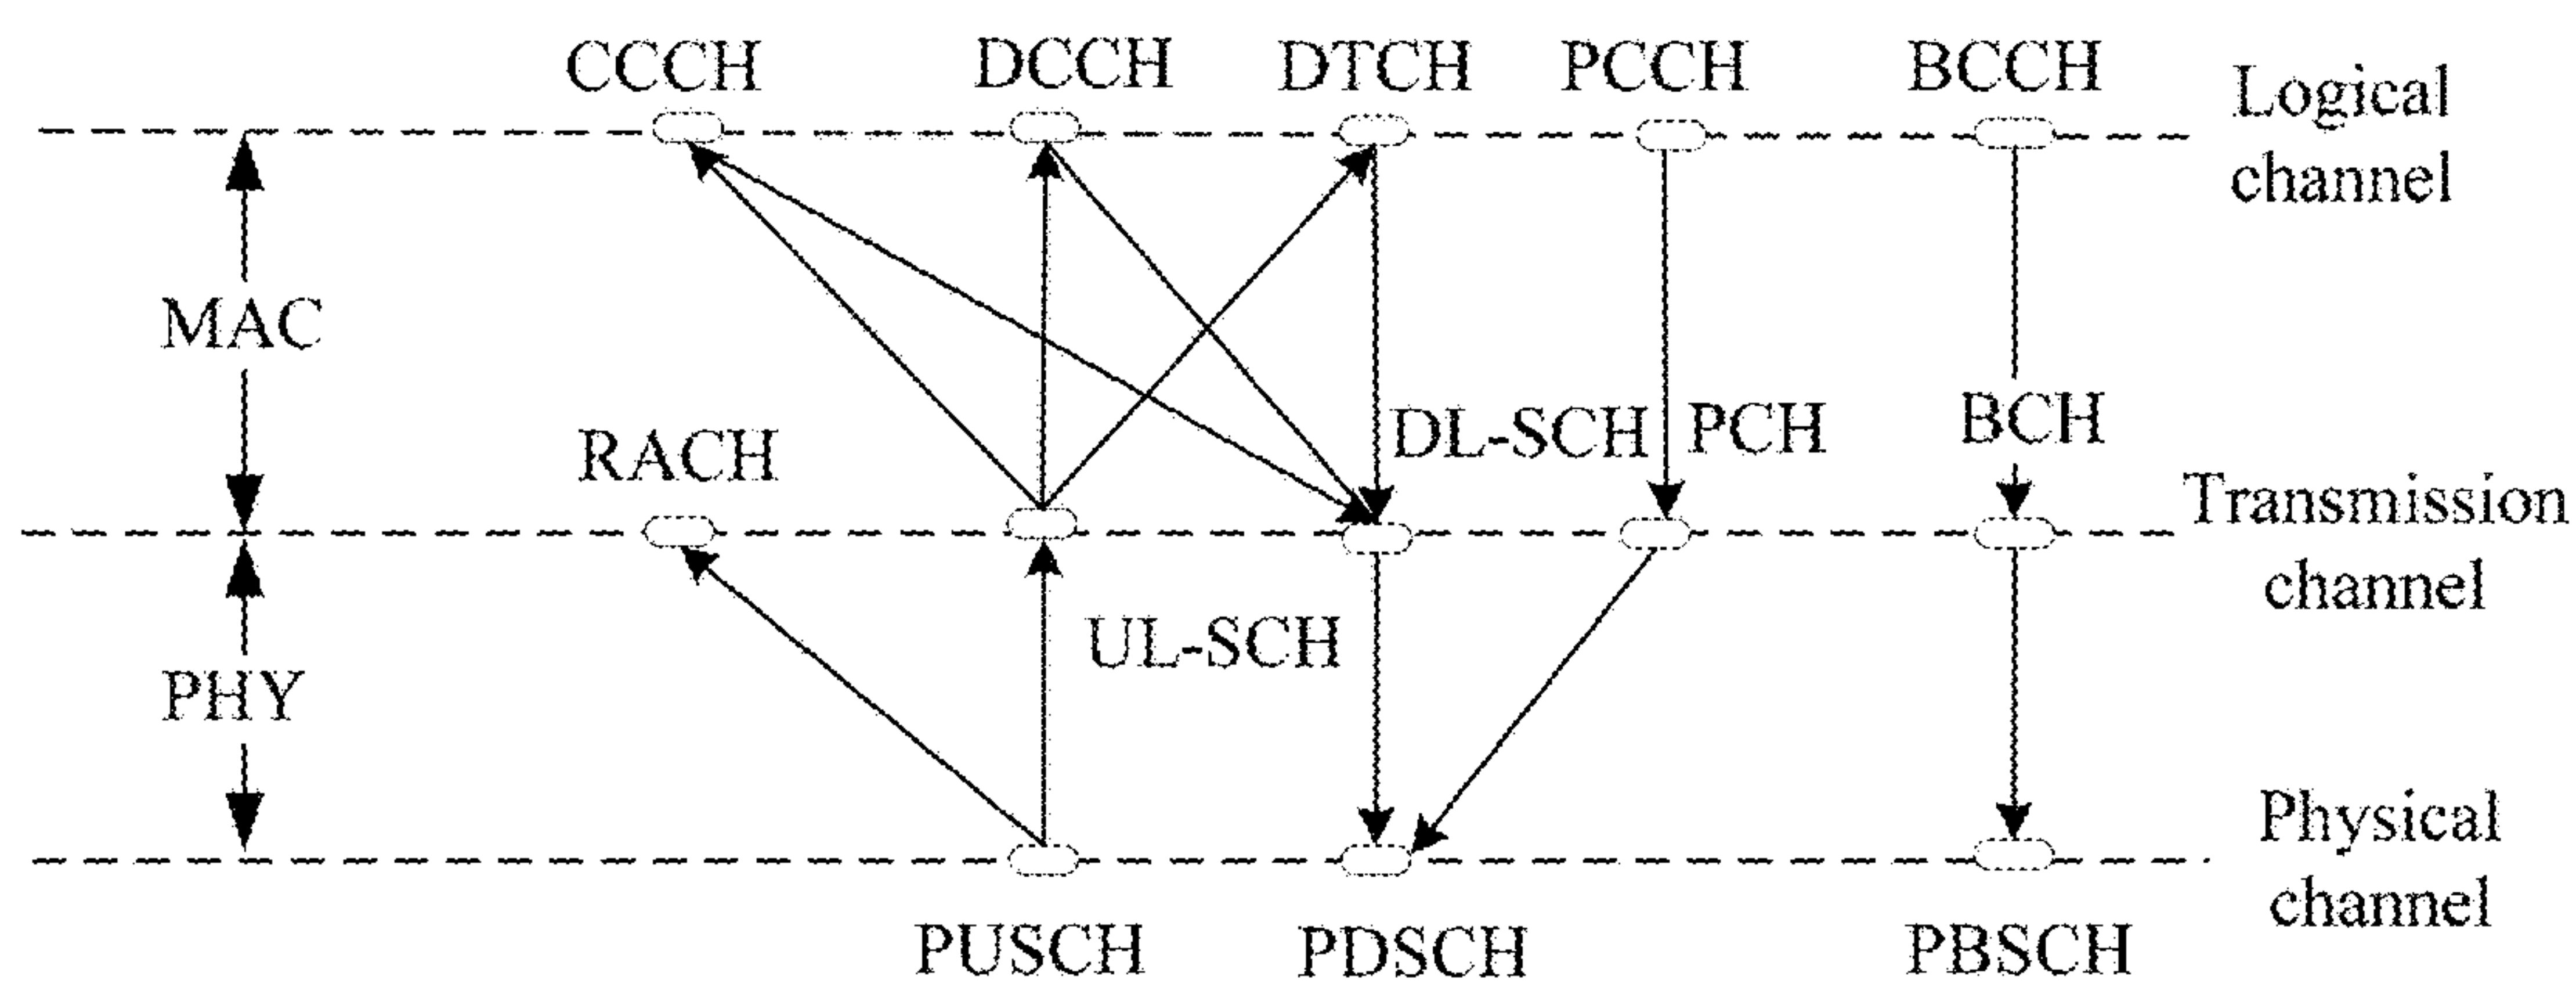 CCCH DCCH DTCH PCCH BCCH
Logical
channel
MAC
RACH DL-SCH PCH BCH
Transmission
channel
UL-SCH
PHY
Physical
channel
PUSCH PDSCH PBSCH